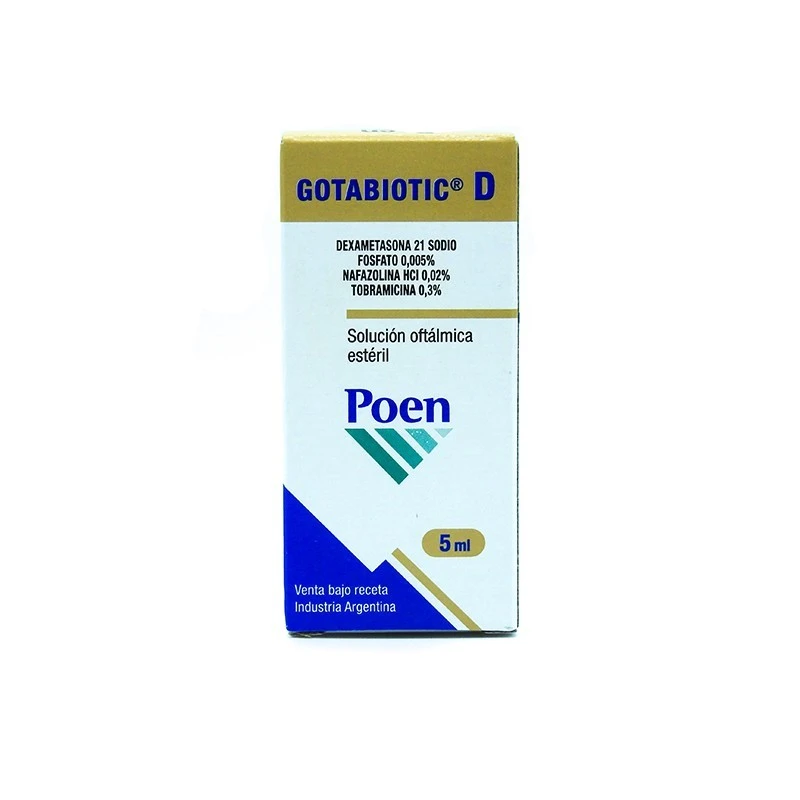 GOTABIOTIC® D
DEXAMETASONA 21 SODIO
FOSFATO 0,005%
NAFAZOLINA HCl 0,02%
TOBRAMICINA 0,3%
Solución oftálmica
estéril
Poen
5 ml
Venta bajo receta
Industria Argentina